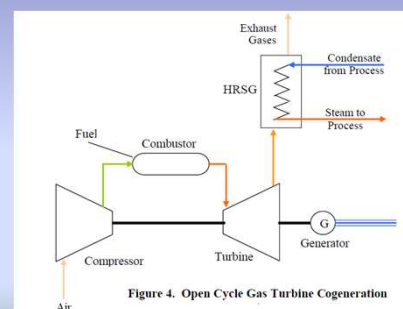 Exhaust
Gases
Condensate
from Process
HRSG
Steam to
Process
Fuel
Combustor
G
Generator
Turbine
Compressor
Air
Figure 4. Open Cycle Gas Turbine Cogeneration